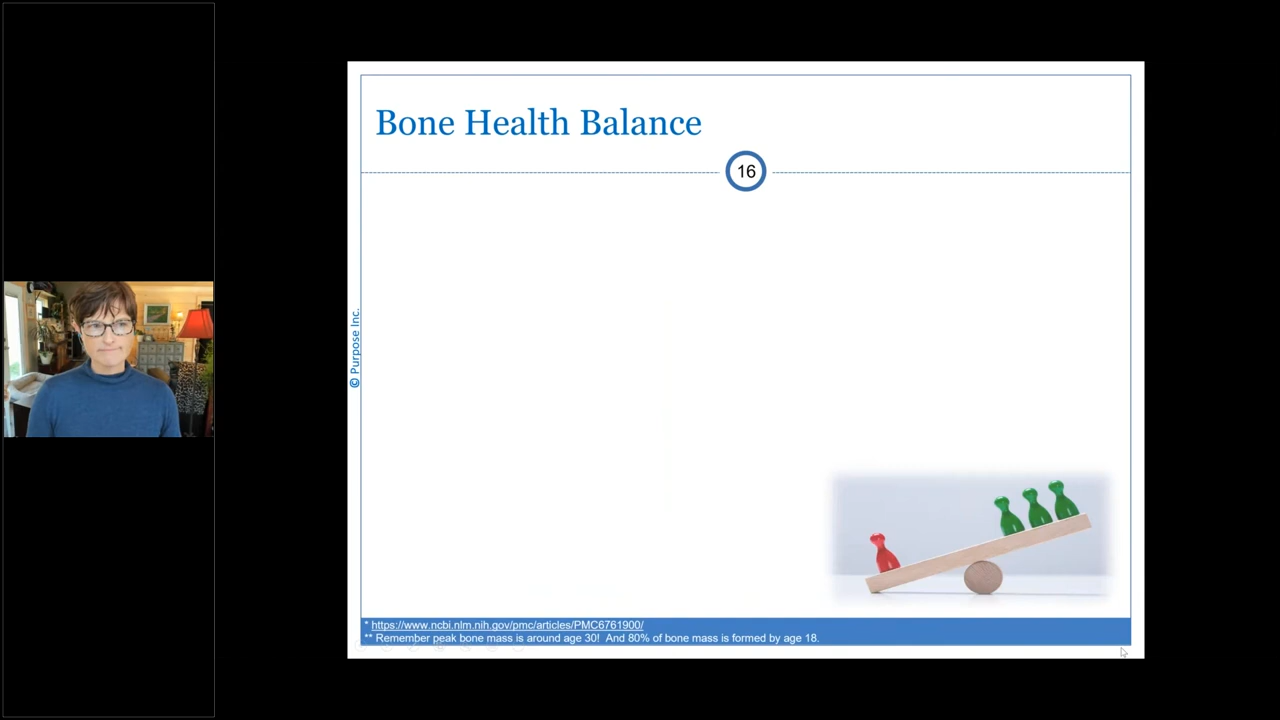 Bone Health Balance
16
© Purpose Inc.
* https://www.ncbi.nlm.nih.gov/pmc/articles/PMC6761900/
** Remember peak bone mass is around age 30!  And 80% of bone mass is formed by age 18.